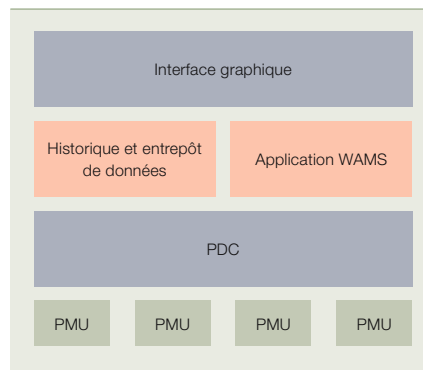 Interface graphique
Historique et entrepôt
de données
Application WAMS
PDC
PMU
PMU
PMU
PMU